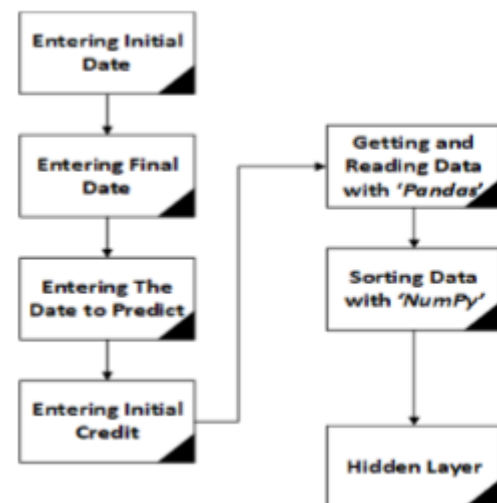 Entering Initial
Date
Entering Final
Date
Entering The
Date to Predict
Entering Initial
Credit
Getting and
Reading Data
with ‘Pandas’
Sorting Data
with ‘NumPy’
Hidden Layer